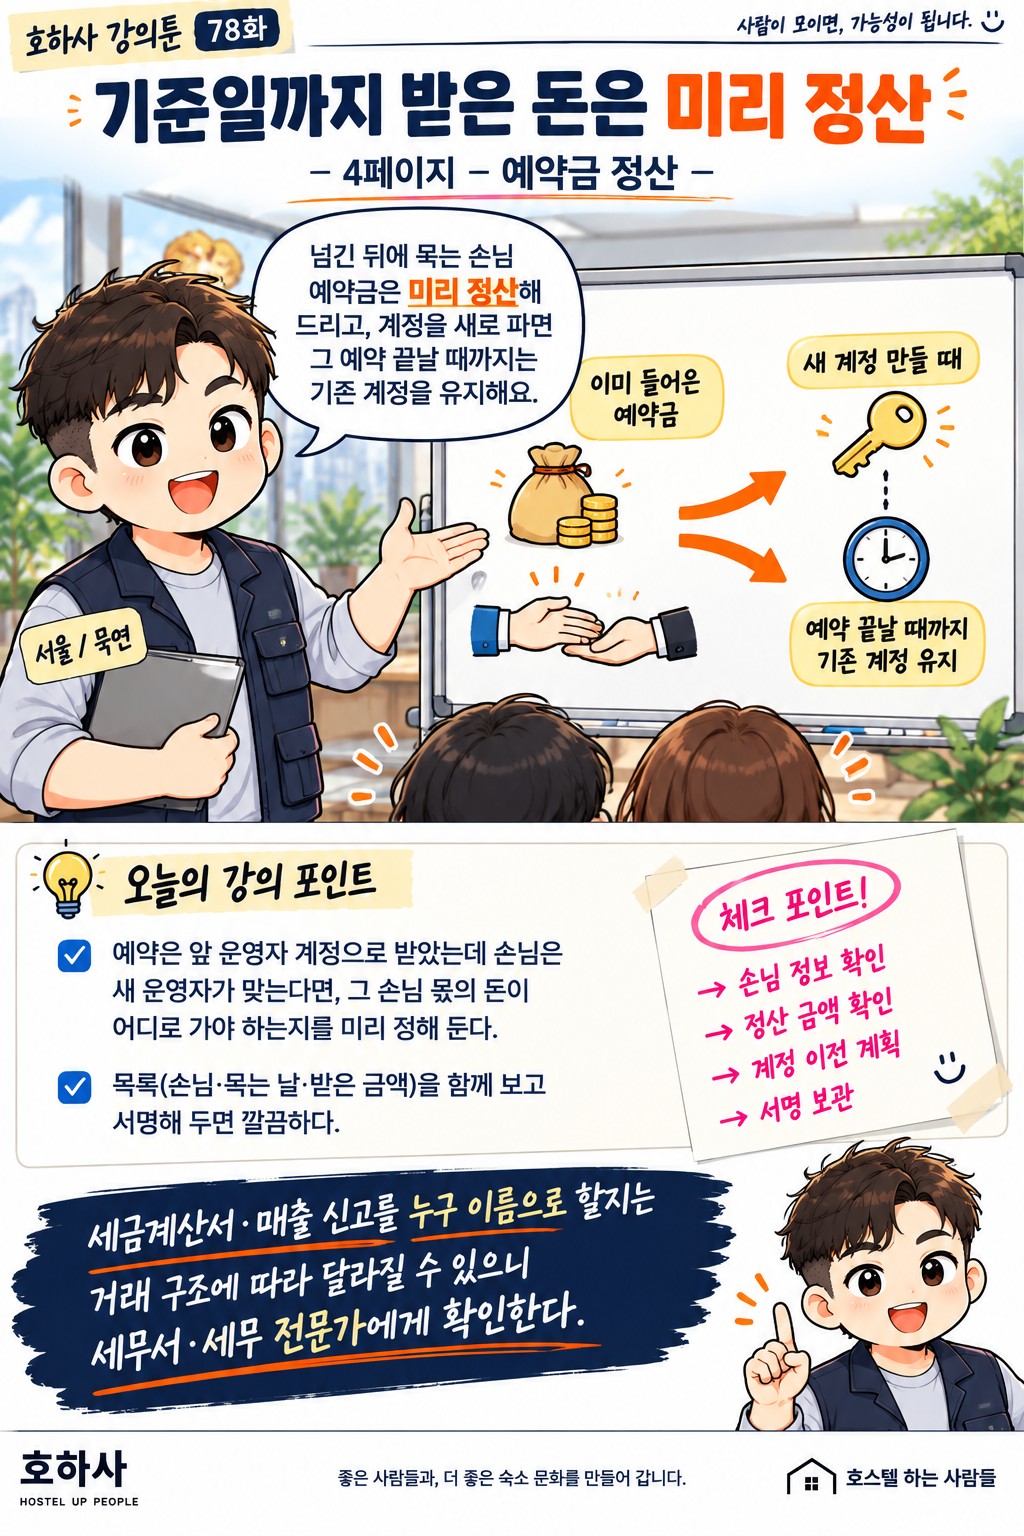 호하사 강의툰 78화
사람이 모이면, 가능성이 됩니다.
기준일까지 받은 돈은 미리 정산
– 4페이지 – 예약금 정산 –
넘긴 뒤에 묵는 손님
예약금은 미리 정산해
드리고, 계정을 새로 파면
그 예약 끝날 때까지는
기존 계정을 유지해요.
이미 들어온
예약금
새 계정 만들 때
예약 끝날 때까지
기존 계정 유지
서울 / 묵연
오늘의 강의 포인트
예약은 앞 운영자 계정으로 받았는데 손님은
새 운영자가 맞는다면, 그 손님 몫의 돈이
어디로 가야 하는지를 미리 정해 둔다.
목록(손님·묵는 날·받은 금액)을 함께 보고
서명해 두면 깔끔하다.
체크 포인트!
→ 손님 정보 확인
→ 정산 금액 확인
→ 계정 이전 계획
→ 서명 보관
세금계산서·매출 신고를 누구 이름으로 할지는
거래 구조에 따라 달라질 수 있으니
세무서·세무 전문가에게 확인한다.
호하사
HOSTEL UP PEOPLE
좋은 사람들과, 더 좋은 숙소 문화를 만들어 갑니다.
호스텔 하는 사람들